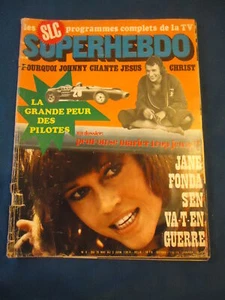 les SLC programmes complets de la TV
SUPERHEBDO
POURQUOI JOHNNY CHANTE JESUS CHRIST
LA
GRANDE PEUR
DES
PILOTES
JANE
FONDA
S'EN
VA-T-EN
GUERRE